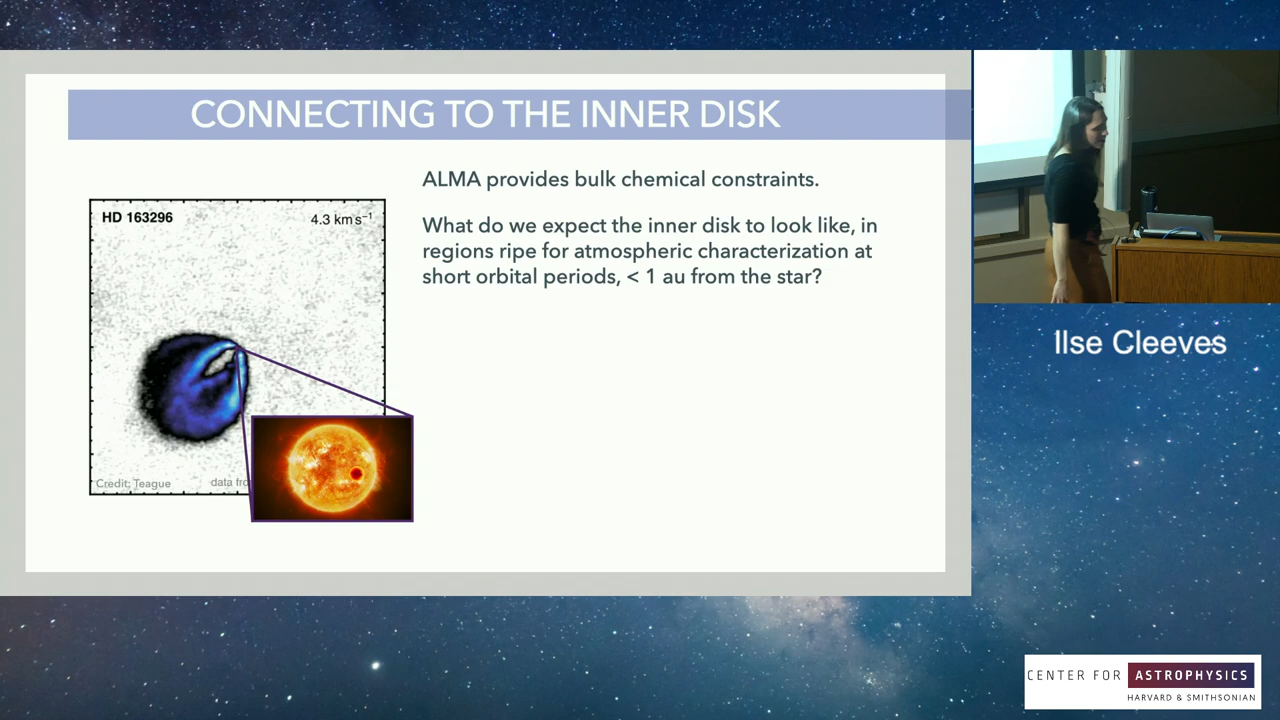 CONNECTING TO THE INNER DISK
ALMA provides bulk chemical constraints.
What do we expect the inner disk to look like, in
regions ripe for atmospheric characterization at
short orbital periods, < 1 au from the star?
HD 163296
4.3 km s⁻¹
Credit: Teague
data
Ilse Cleeves
CENTER FOR ASTROPHYSICS
HARVARD & SMITHSONIAN